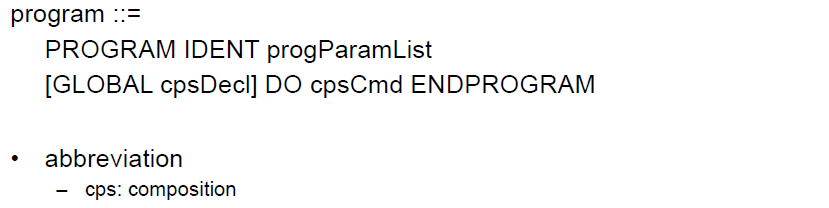 program ::=
PROGRAM IDENT progParamList
[GLOBAL cpsDecl] DO cpsCmd ENDPROGRAM
• abbreviation
– cps: composition